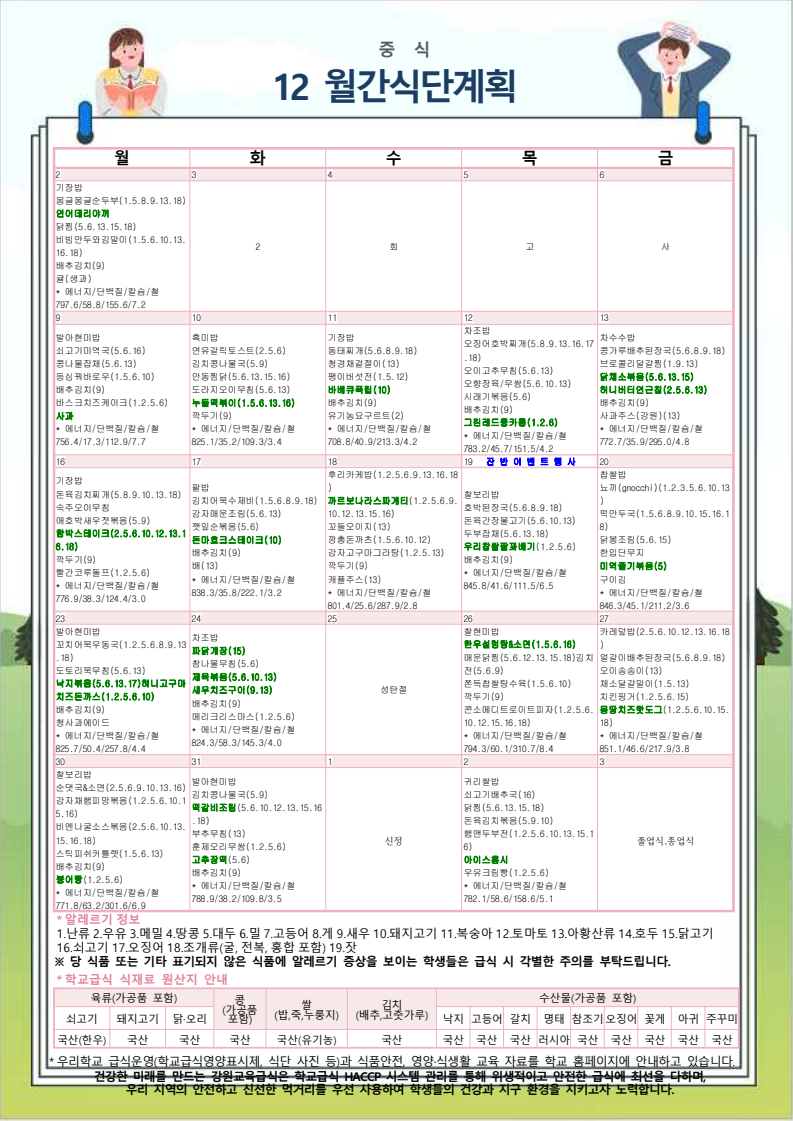 중 식
12 월간식단계획
월 화 수 목 금
2 3 4 5 6
기장밥
몽글몽글순두부(1.5.8.9.13.18)
연어데리야끼
닭찜(5.6.13.15.18)
비빔만두와김말이(1.5.6.10.13.
16.18)
배추김치(9)
귤(생과)
* 에너지/단백질/칼슘/철
797.6/58.8/155.6/7.2
2
회
고
사
9 10 11 12 13
발아현미밥
쇠고기미역국(5.6.16)
콩나물잡채(5.6.13)
등심꿔바로우(1.5.6.10)
배추김치(9)
바스크치즈케이크(1.2.5.6)
사과
* 에너지/단백질/칼슘/철
756.4/17.3/112.9/7.7
흑미밥
연유갈릭토스트(2.5.6)
김치콩나물국(5.9)
안동찜닭(5.6.13.15.16)
도라지오이무침(5.6.13)
누들떡볶이(1.5.6.13.16)
깍두기(9)
* 에너지/단백질/칼슘/철
825.1/35.2/109.3/3.4
기장밥
동태찌개(5.6.8.9.18)
청경채겉절이(13)
팽이버섯전(1.5.12)
바베큐폭립(10)
배추김치(9)
유기농요구르트(2)
* 에너지/단백질/칼슘/철
708.8/40.9/213.3/4.2
차조밥
오징어호박찌개(5.8.9.13.16.17
.18)
오이고추무침(5.6.13)
오향장육/무쌈(5.6.10.13)
시래기볶음(5.6)
배추김치(9)
그린레드롱카롱(1.2.6)
* 에너지/단백질/칼슘/철
783.2/45.7/151.5/4.2
차수수밥
콩가루배추된장국(5.6.8.9.18)
브로콜리달걀찜(1.9.13)
닭채소볶음(5.6.13.15)
허니버터연근칩(2.5.6.13)
배추김치(9)
사과주스(강원)(13)
* 에너지/단백질/칼슘/철
772.7/35.9/295.0/4.8
16 17 18 19 잔반이벤트행사 20
기장밥
돈육김치찌개(5.8.9.10.13.18)
숙주오이무침
애호박새우젓볶음(5.9)
함박스테이크(2.5.6.10.12.13.1
6.18)
깍두기(9)
빨간코루돌프(1.2.5.6)
* 에너지/단백질/칼슘/철
776.9/38.3/124.4/3.0
팥밥
김치어묵수제비(1.5.6.8.9.18)
감자매운조림(5.6.13)
깻잎순볶음(5.6)
돈마호크스테이크(10)
배추김치(9)
배(13)
* 에너지/단백질/칼슘/철
838.3/35.8/222.1/3.2
후리카케밥(1.2.5.6.9.13.16.18
)
까르보나라스파게티(1.2.5.6.9.
10.12.13.15.16)
꼬들오이지(13)
깡총돈까츠(1.5.6.10.12)
감자고구마그라탕(1.2.5.13)
깍두기(9)
캐플주스(13)
* 에너지/단백질/칼슘/철
801.4/25.6/287.9/2.8
찰보리밥
호박된장국(5.6.8.9.18)
돈육간장불고기(5.6.10.13)
두부잡채(5.6.13.18)
우리찹쌀팥꽈배기(1.2.5.6)
배추김치(9)
* 에너지/단백질/칼슘/철
845.8/41.6/111.5/6.5
찹쌀밥
뇨끼(gnocchi)(1.2.3.5.6.10.13
)
떡만두국(1.5.6.8.9.10.15.16.1
8)
닭봉조림(5.6.15)
한입단무지
미역줄기볶음(5)
구이김
* 에너지/단백질/칼슘/철
846.3/45.1/211.2/3.6
23 24 25 26 27
발아현미밥
꼬치어묵우동국(1.2.5.6.8.9.13
.18)
도토리묵무침(5.6.13)
낙지볶음(5.6.13.17)허니고구마
치즈돈까스(1.2.5.6.10)
배추김치(9)
청사과에이드
* 에너지/단백질/칼슘/철
825.7/50.4/257.8/4.4
차조밥
파닭개장(15)
참나물무침(5.6)
제육볶음(5.6.10.13)
새우치즈구이(9.13)
배추김치(9)
메리크리스마스(1.2.5.6)
* 에너지/단백질/칼슘/철
824.3/58.3/145.3/4.0
성탄절
찰현미밥
한우설렁탕&소면(1.5.6.16)
매운닭찜(5.6.12.13.15.18)김치
전(5.6.9)
쫀득찹쌀탕수육(1.5.6.10)
깍두기(9)
콘소메디트로이트피자(1.2.5.6.
10.12.15.16.18)
* 에너지/단백질/칼슘/철
794.3/60.1/310.7/8.4
카레덮밥(2.5.6.10.12.13.16.18
)
얼갈이배추된장국(5.6.8.9.18)
오이송송이(13)
채소달걀말이(1.5.13)
치킨핑거(1.2.5.6.15)
몽땅치즈핫도그(1.2.5.6.10.15.
18)
* 에너지/단백질/칼슘/철
851.1/46.6/217.9/3.8
30 31 1 2 3
찰보리밥
순댓국&소면(2.5.6.9.10.13.16)
감자채햄피망볶음(1.2.5.6.10.1
5.16)
비엔나굴소스볶음(2.5.6.10.13.
15.16.18)
스틱피쉬커틀렛(1.5.6.13)
배추김치(9)
붕어빵(1.2.5.6)
* 에너지/단백질/칼슘/철
771.8/63.2/301.6/6.9
발아현미밥
김치콩나물국(5.9)
떡갈비조림(5.6.10.12.13.15.16
.18)
부추무침(13)
훈제오리무쌈(1.2.5.6)
고추장떡(5.6)
배추김치(9)
* 에너지/단백질/칼슘/철
788.9/38.2/109.8/3.5
신정
귀리쌀밥
쇠고기배추국(16)
닭찜(5.6.13.15.18)
돈육김치볶음(5.9.10)
햄앤두부전(1.2.5.6.10.13.15.1
6)
아이스홍시
우유크림빵(1.2.5.6)
* 에너지/단백질/칼슘/철
782.1/58.6/158.6/5.1
졸업식.종업식
* 알레르기 정보
1.난류 2.우유 3.메밀 4.땅콩 5.대두 6.밀 7.고등어 8.게 9.새우 10.돼지고기 11.복숭아 12.토마토 13.아황산류 14.호두 15.닭고기
16.쇠고기 17.오징어 18.조개류(굴, 전복, 홍합 포함) 19.잣
※ 당 식품 또는 기타 표기되지 않은 식품에 알레르기 증상을 보이는 학생들은 급식 시 각별한 주의를 부탁드립니다.
* 학교급식 식재료 원산지 안내
육류(가공품 포함) 콩(가공품 포함) 쌀(밥,죽,누룽지) 김치(배추,고춧가루) 수산물(가공품 포함)
쇠고기 돼지고기 닭·오리 낙지 고등어 갈치 명태 참조기 오징어 꽃게 아귀 주꾸미
국산(한우) 국산 국산 국산 국산(유기농) 국산 국산 국산 국산 러시아 국산 국산 국산 국산 국산
* 우리학교 급식운영(학교급식영양표시제, 식단 사진 등)과 식품안전, 영양·식생활 교육 자료를 학교 홈페이지에 안내하고 있습니다.
건강한 미래를 만드는 강원교육급식은 학교급식 HACCP 시스템 관리를 통해 위생적이고 안전한 급식에 최선을 다하며,
우리 지역의 안전하고 신선한 먹거리를 우선 사용하여 학생들의 건강과 지구 환경을 지키고자 노력합니다.